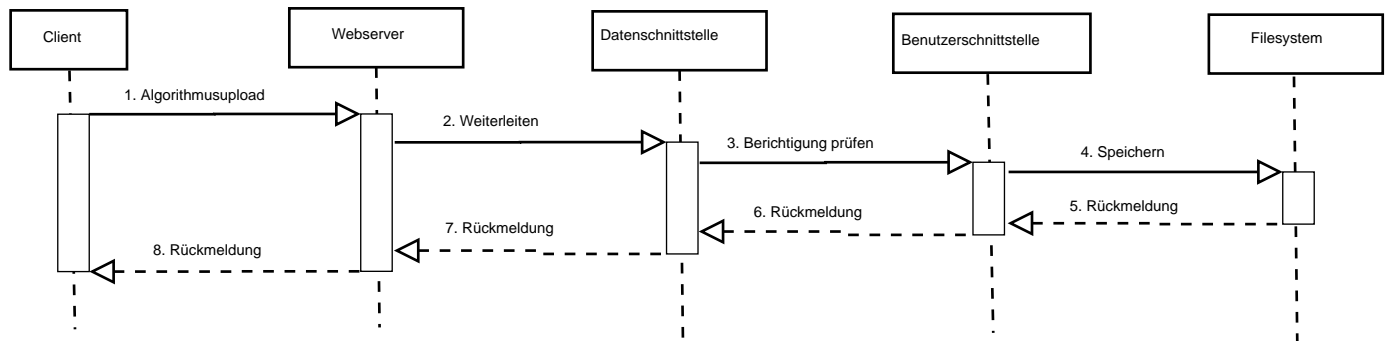 Client
Webserver
Datenschnittstelle
Benutzerschnittstelle
Filesystem
1. Algorithmusupload
2. Weiterleiten
3. Berichtigung prüfen
4. Speichern
5. Rückmeldung
6. Rückmeldung
7. Rückmeldung
8. Rückmeldung